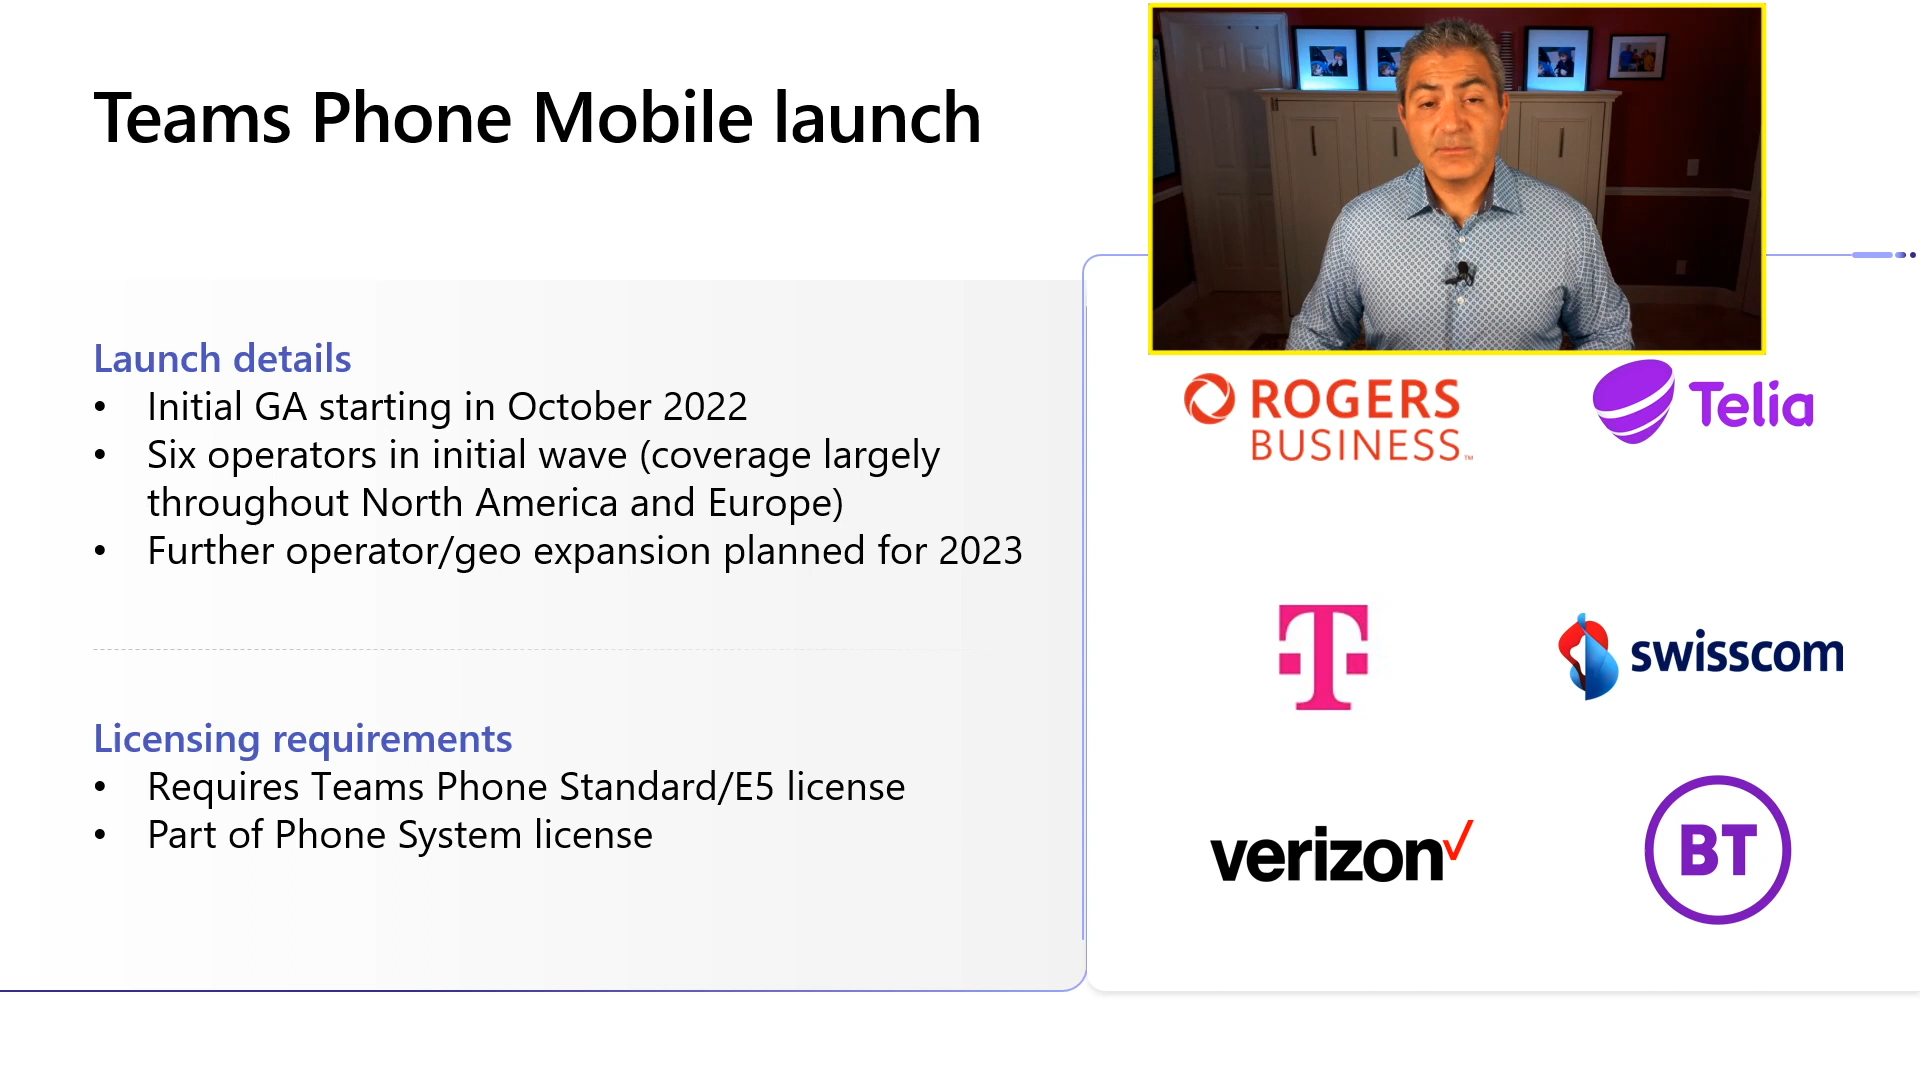 Teams Phone Mobile launch
Launch details
• Initial GA starting in October 2022
• Six operators in initial wave (coverage largely
throughout North America and Europe)
• Further operator/geo expansion planned for 2023
Licensing requirements
• Requires Teams Phone Standard/E5 license
• Part of Phone System license
ROGERS
BUSINESS™
Telia
T
swisscom
verizon✓
BT